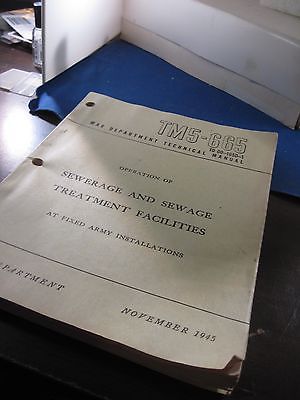 TM5-665
WAR DEPARTMENT TECHNICAL MANUAL
OPERATION OF
SEWERAGE AND SEWAGE
TREATMENT FACILITIES
AT FIXED ARMY INSTALLATIONS
DEPARTMENT
NOVEMBER 1945